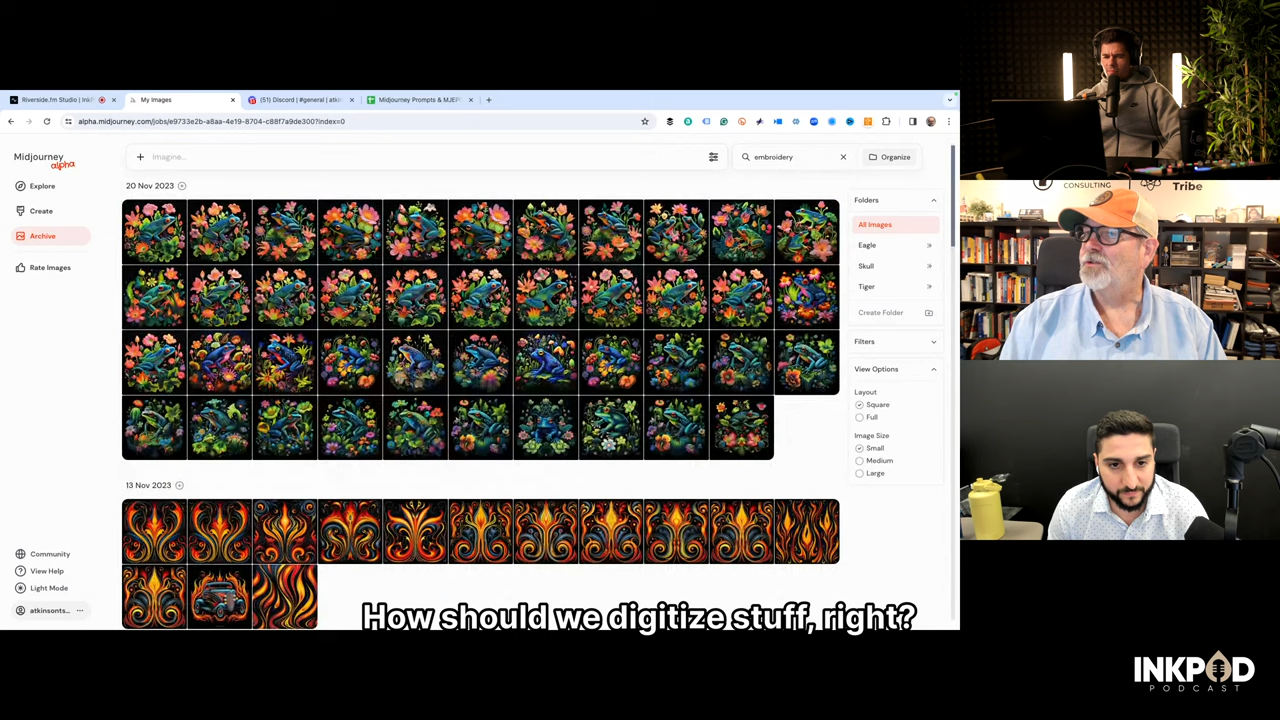 Riverside.fm Studio | InkP
My Images
(51) Discord | #general | atkin
Midjourney Prompts & MJEP
alpha.midjourney.com/jobs/e9733e2b-a8aa-4e19-8704-c88f7a9de300?index=0
Midjourney
alpha
Imagine...
embroidery
Organize
Explore
Create
Archive
Rate Images
20 Nov 2023
13 Nov 2023
Folders
All Images
Eagle
Skull
Tiger
Create Folder
Filters
View Options
Layout
Square
Full
Image Size
Small
Medium
Large
Community
View Help
Light Mode
atkinsonts...
CONSULTING
Tribe
How should we digitize stuff, right?
INKPOD
PODCAST